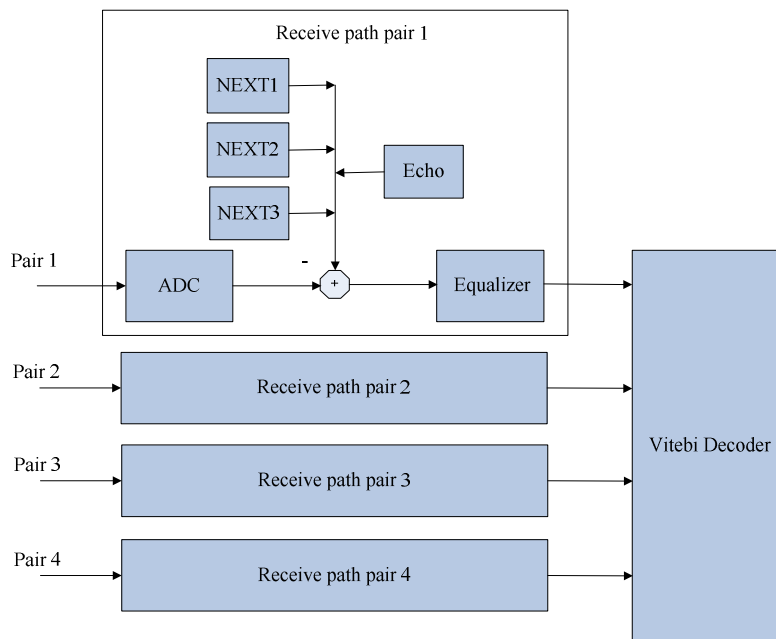 Receive path pair 1
NEXT1
NEXT2
Echo
NEXT3
Pair 1
-
ADC
+
Equalizer
Pair 2
Receive path pair 2
Vitebi Decoder
Pair 3
Receive path pair 3
Pair 4
Receive path pair 4